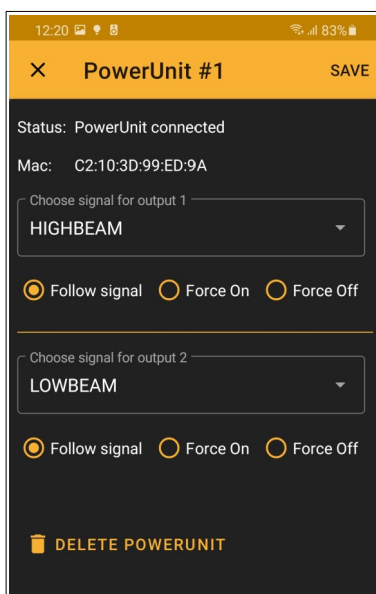 12:20 83%
PowerUnit #1 SAVE
Status: PowerUnit connected
Mac: C2:10:3D:99:ED:9A
Choose signal for output 1
HIGHBEAM
Follow signal Force On Force Off
Choose signal for output 2
LOWBEAM
Follow signal Force On Force Off
DELETE POWERUNIT